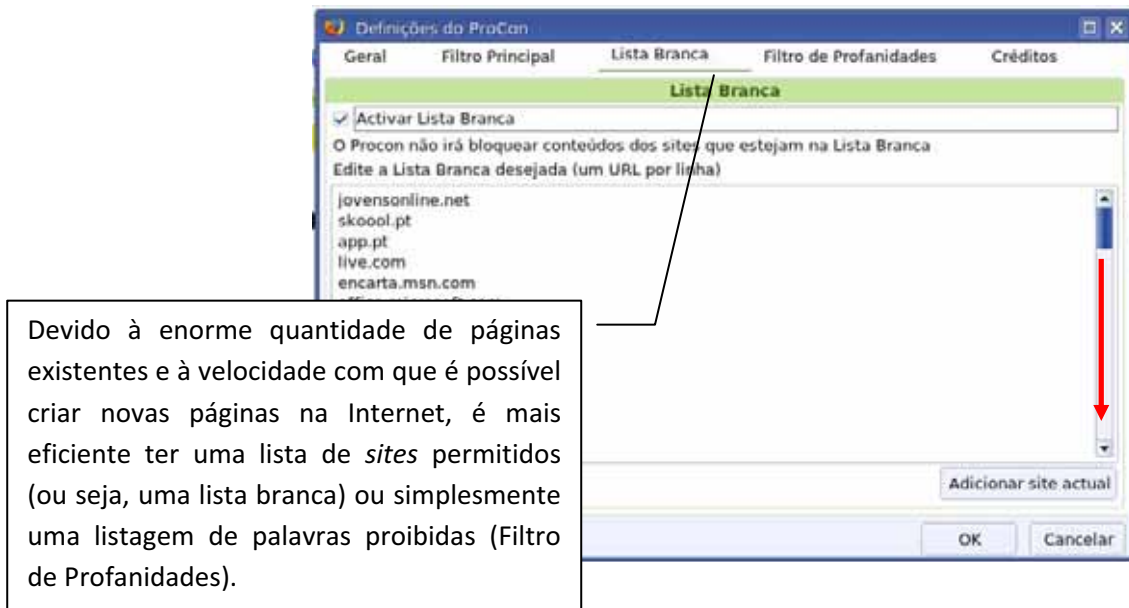 Definições do ProCon
Geral Filtro Principal Lista Branca Filtro de Profanidades Créditos
Lista Branca
Activar Lista Branca
O Procon não irá bloquear conteúdos dos sites que estejam na Lista Branca
Edite a Lista Branca desejada (um URL por linha)
jovensonline.net
skoool.pt
app.pt
live.com
encarta.msn.com
Devido à enorme quantidade de páginas
existentes e à velocidade com que é possível
criar novas páginas na Internet, é mais
eficiente ter uma lista de sites permitidos
(ou seja, uma lista branca) ou simplesmente
uma listagem de palavras proibidas (Filtro
de Profanidades).
Adicionar site actual
OK Cancelar